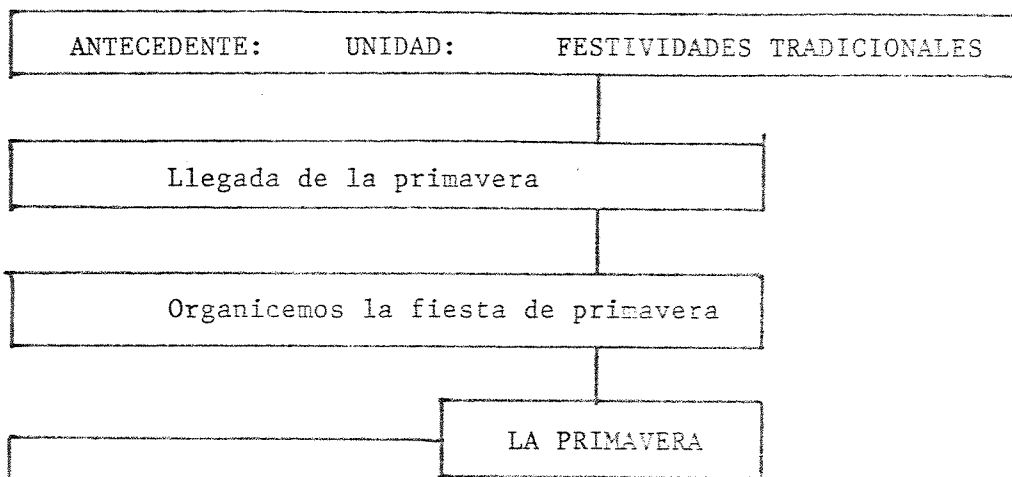 ANTECEDENTE: UNIDAD: FESTIVIDADES TRADICIONALES
Llegada de la primavera
Organicemos la fiesta de primavera
LA PRIMAVERA